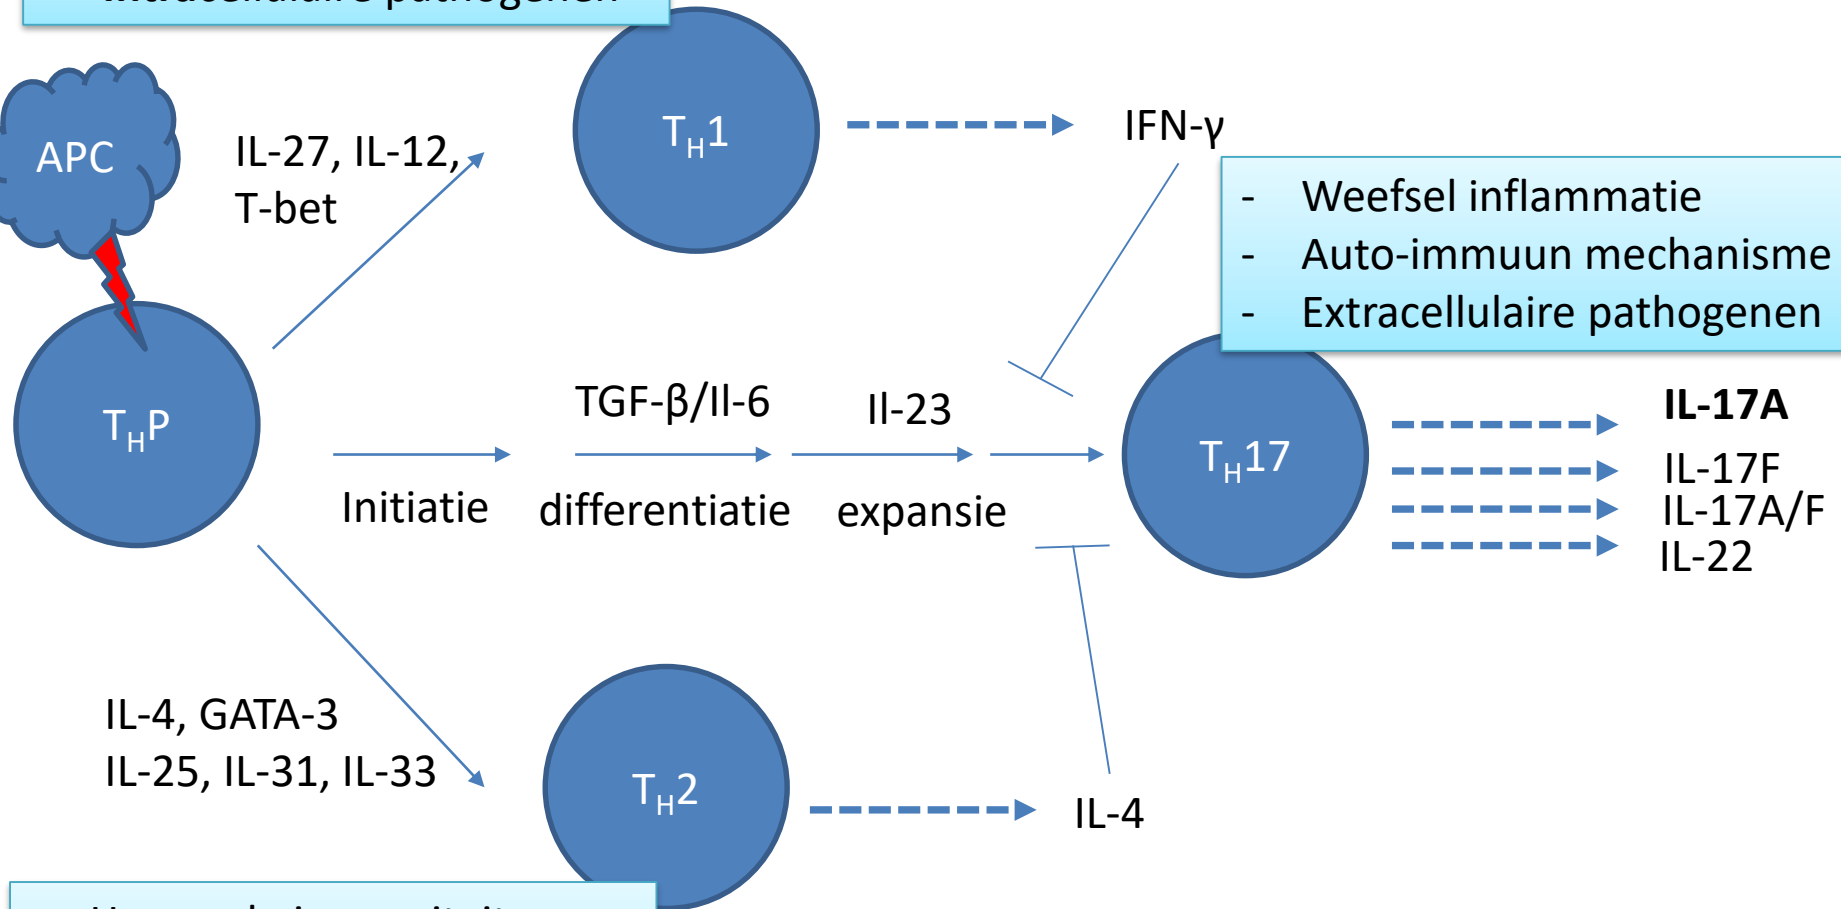 intracellulaire pathogenen
APC
IL-27, IL-12,
T-bet
TH1
IFN-γ
- Weefsel inflammatie
- Auto-immuun mechanisme
- Extracellulaire pathogenen
THP
TGF-β/Il-6
Il-23
Initiatie
differentiatie
expansie
TH17
IL-17A
IL-17F
IL-17A/F
IL-22
IL-4, GATA-3
IL-25, IL-31, IL-33
TH2
IL-4